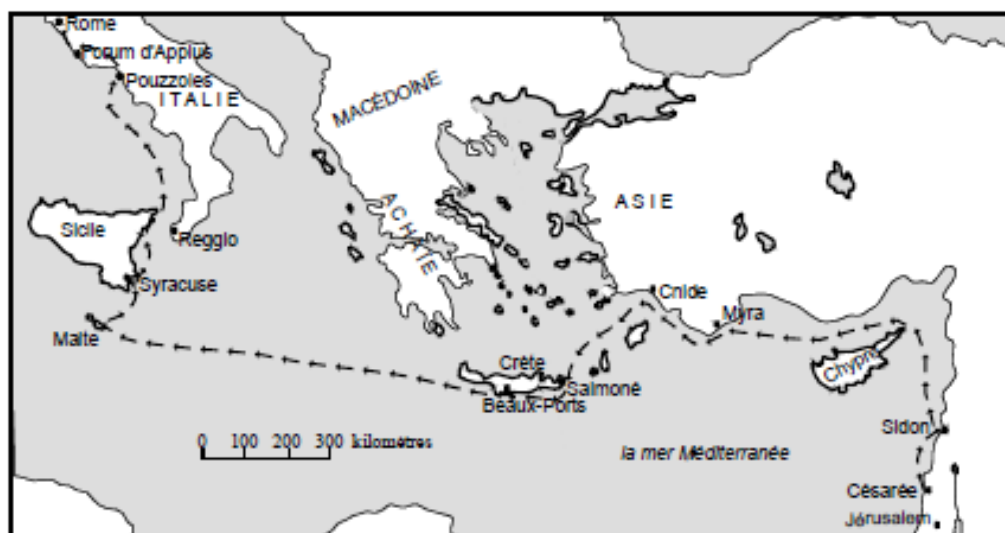 Rome
Forum d'Appius
Pouzzoles
ITALIE
MACÉDOINE
ACHAÏE
ASIE
Sicile
Reggio
Syracuse
Malte
Cnide
Myra
Chypre
Crète
Salmoné
Beaux-Ports
Sidon
0 100 200 300 kilomètres
la mer Méditerranée
Césarée
Jérusalem